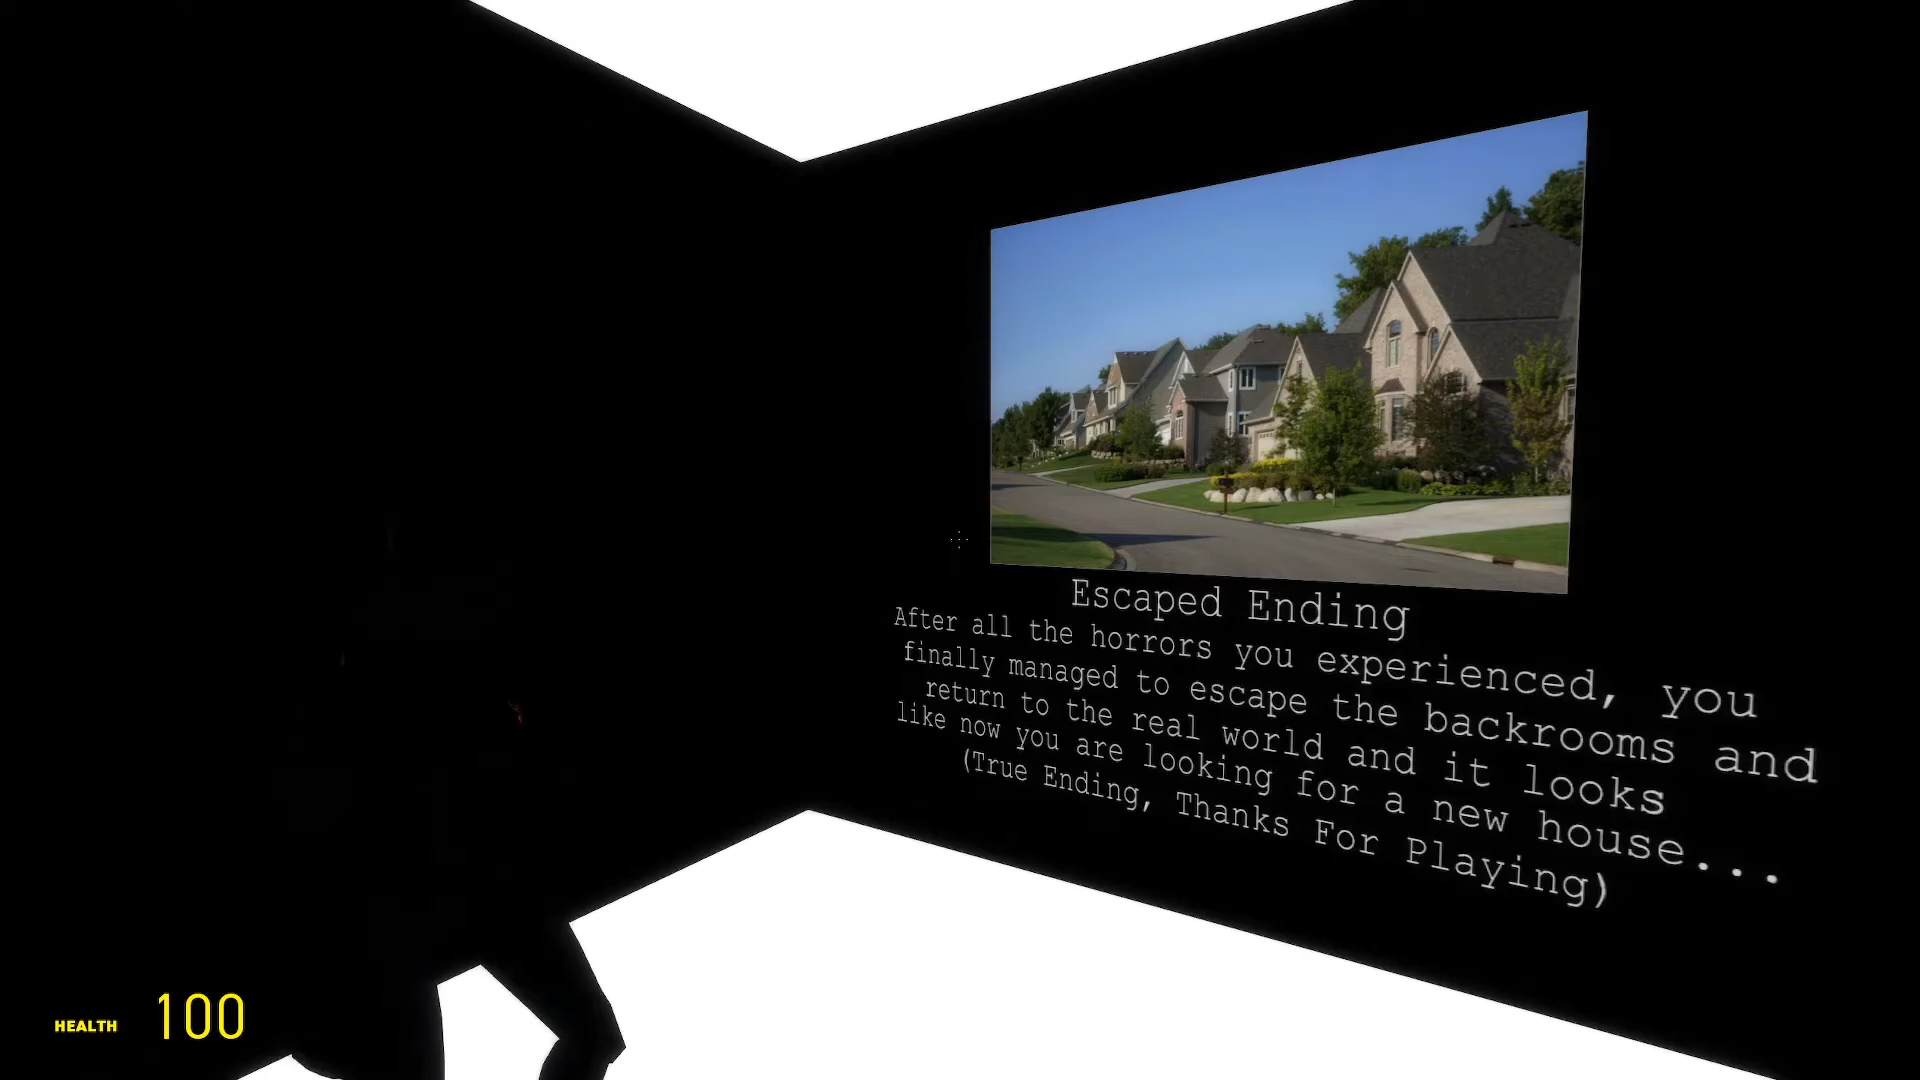 Escaped Ending
After all the horrors you experienced, you
finally managed to escape the backrooms and
return to the real world and it looks
like now you are looking for a new house...
(True Ending, Thanks For Playing)
HEALTH 100